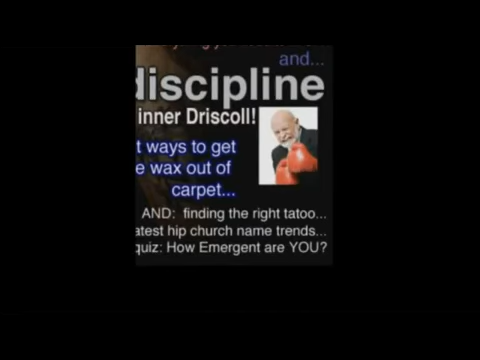 and...
discipline
inner Driscoll!
t ways to get
e wax out of
carpet...
AND: finding the right tatoo...
atest hip church name trends...
quiz: How Emergent are YOU?